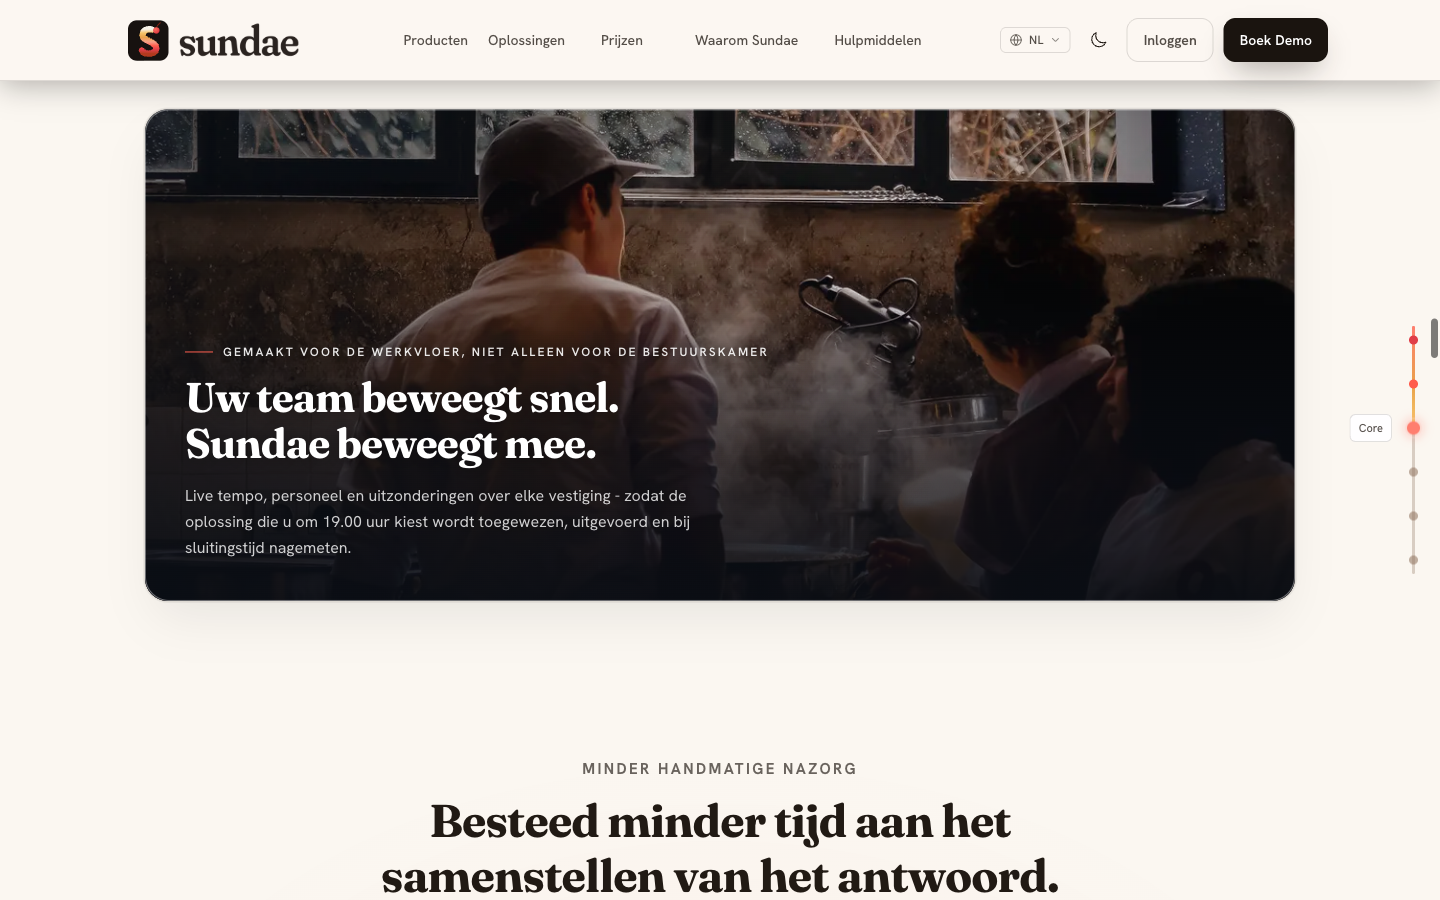 sundae
Producten
Oplossingen
Prijzen
Waarom Sundae
Hulpmiddelen
NL
Inloggen
Boek Demo
GEMAAKT VOOR DE WERKVLOER, NIET ALLEEN VOOR DE BESTUURSKAMER
Uw team beweegt snel.
Sundae beweegt mee.
Live tempo, personeel en uitzonderingen over elke vestiging - zodat de
oplossing die u om 19.00 uur kiest wordt toegewezen, uitgevoerd en bij
sluitingstijd nagemeten.
Core
MINDER HANDMATIGE NAZORG
Besteed minder tijd aan het
samenstellen van het antwoord.